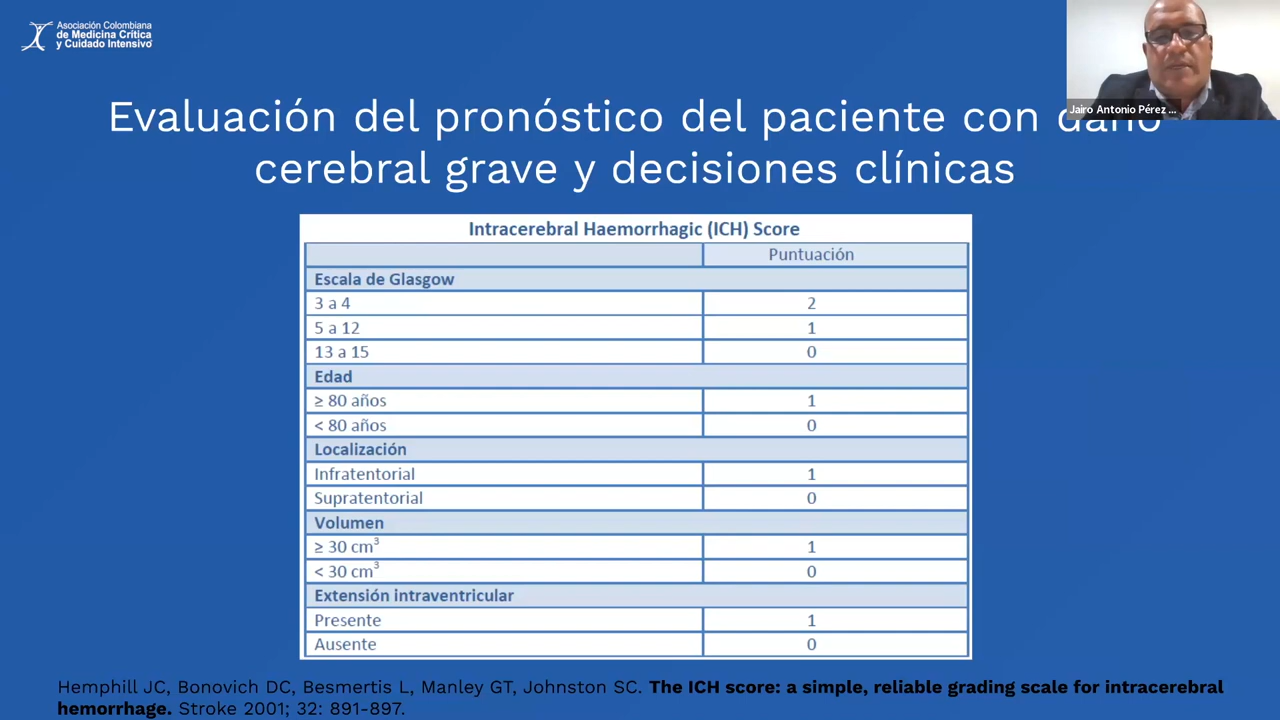 Asociación Colombiana
de Medicina Crítica
y Cuidado Intensivo
Jairo Antonio Pérez ...
Evaluación del pronóstico del paciente con daño
cerebral grave y decisiones clínicas
Intracerebral Haemorrhagic (ICH) Score
Puntuación
Escala de Glasgow
3 a 4 2
5 a 12 1
13 a 15 0
Edad
≥ 80 años 1
< 80 años 0
Localización
Infratentorial 1
Supratentorial 0
Volumen
≥ 30 cm³ 1
< 30 cm³ 0
Extensión intraventricular
Presente 1
Ausente 0
Hemphill JC, Bonovich DC, Besmertis L, Manley GT, Johnston SC. The ICH score: a simple, reliable grading scale for intracerebral
hemorrhage. Stroke 2001; 32: 891-897.